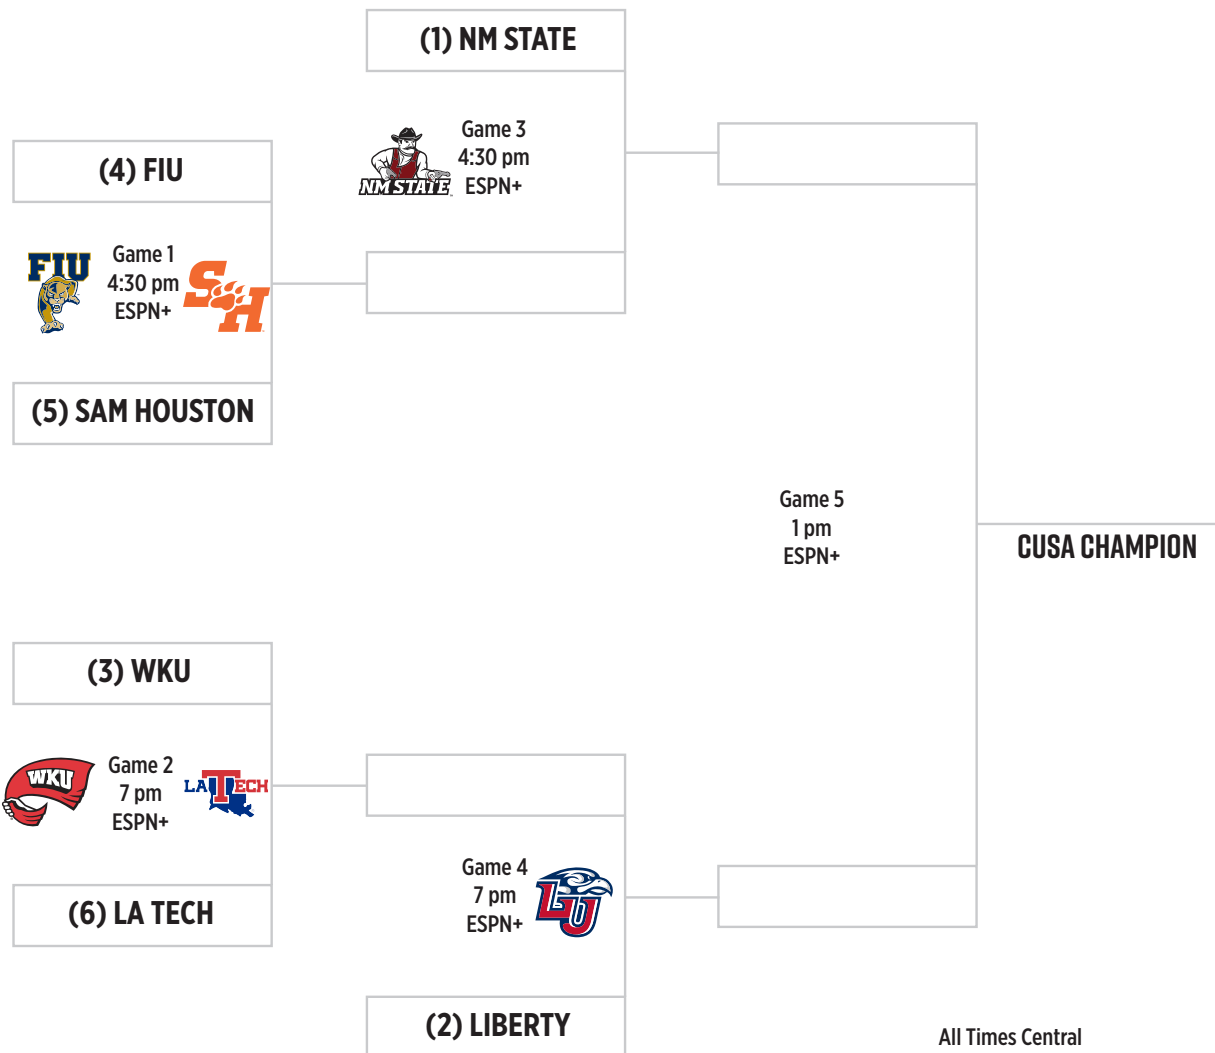 (1) NM STATE
Game 3
4:30 pm
ESPN+
NM STATE
(4) FIU
FIU
Game 1
4:30 pm
ESPN+
SH
(5) SAM HOUSTON
Game 5
1 pm
ESPN+
CUSA CHAMPION
(3) WKU
WKU
Game 2
7 pm
ESPN+
LA TECH
(6) LA TECH
Game 4
7 pm
ESPN+
LU
(2) LIBERTY
All Times Central